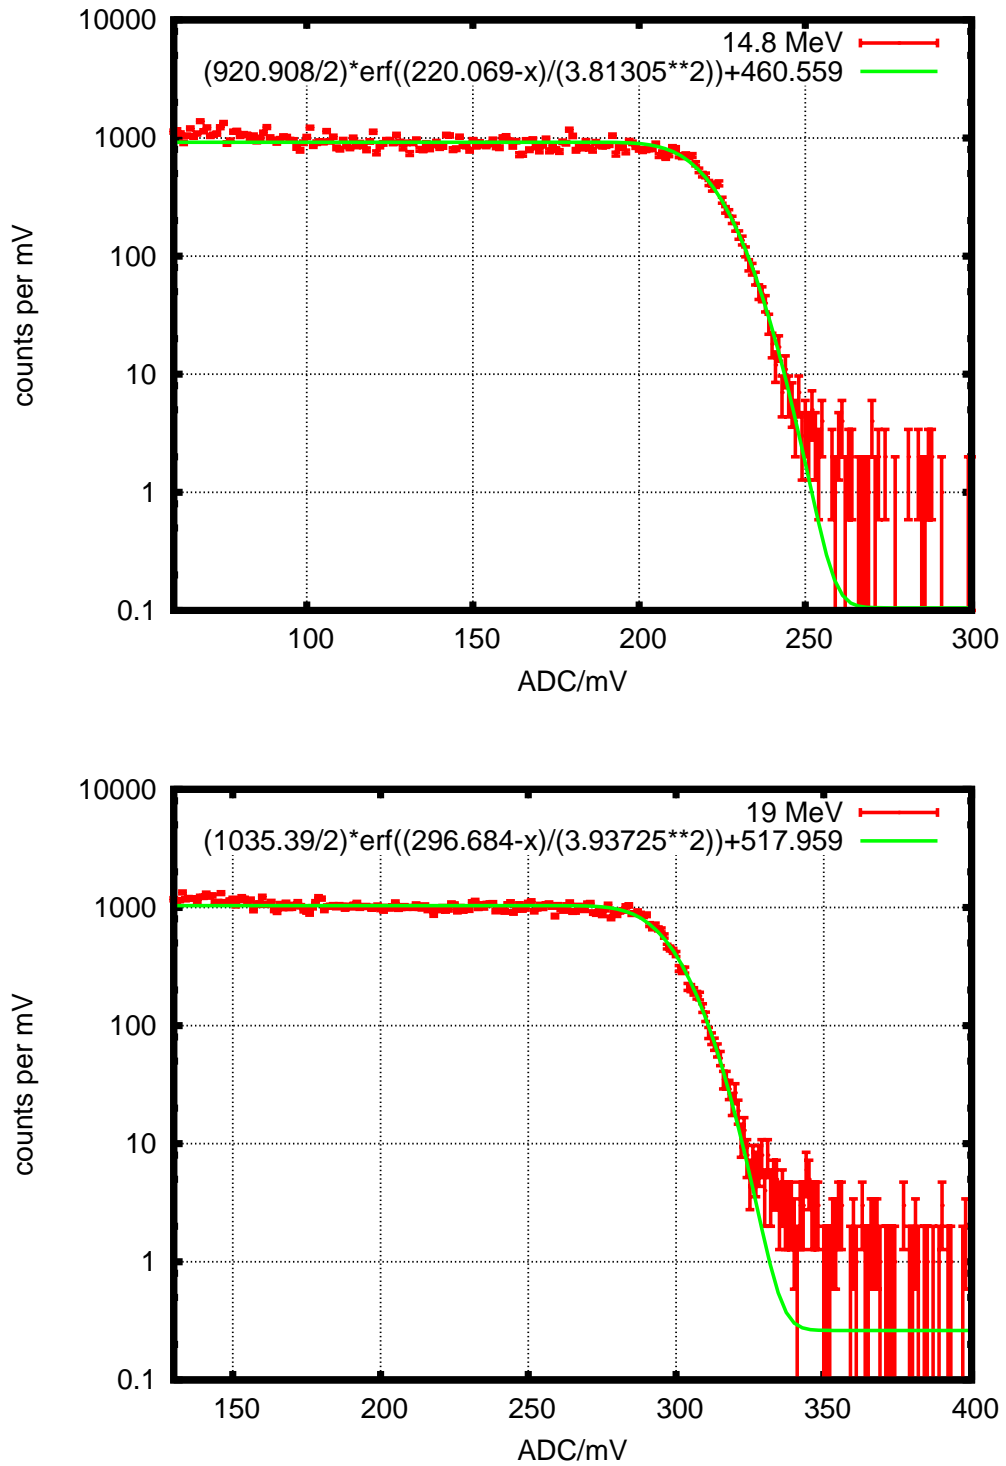 10000
1000
100
10
1
0.1
counts per mV
14.8 MeV
(920.908/2)*erf((220.069-x)/(3.81305**2))+460.559
100
150
200
250
300
ADC/mV
10000
1000
100
10
1
0.1
counts per mV
19 MeV
(1035.39/2)*erf((296.684-x)/(3.93725**2))+517.959
150
200
250
300
350
400
ADC/mV